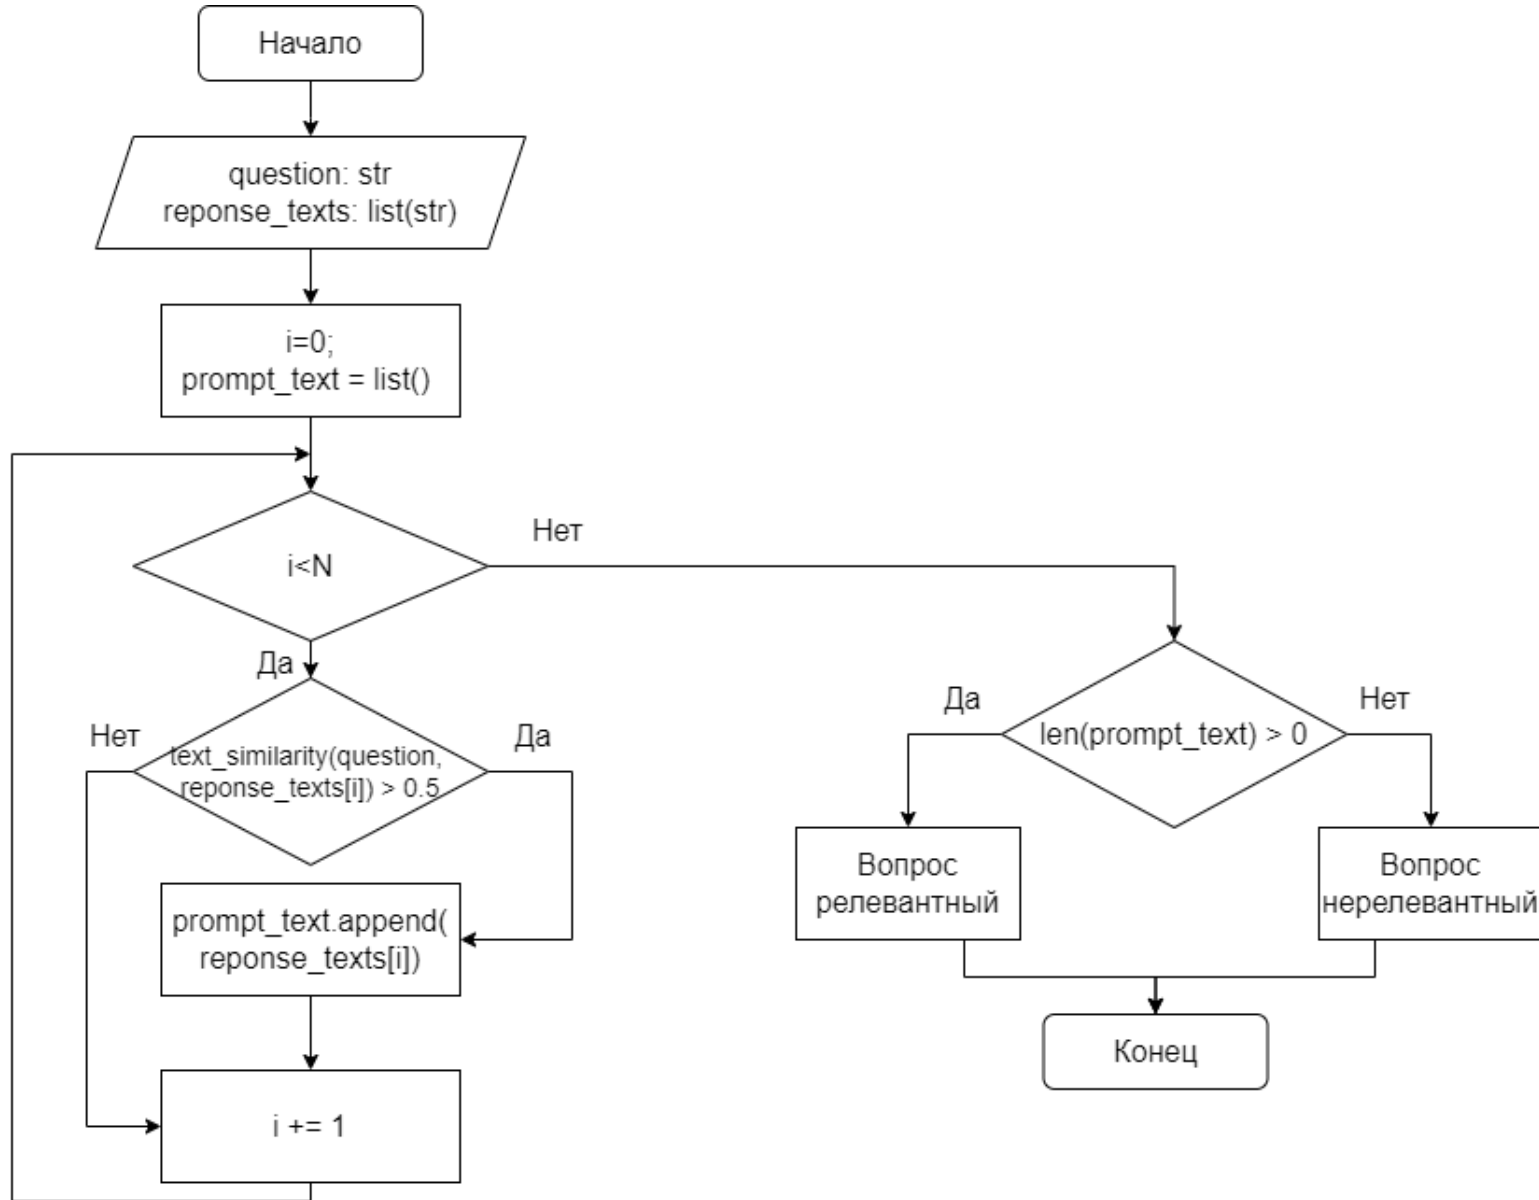 Начало
question: str
reponse_texts: list(str)
i=0;
prompt_text = list()
i<N
Нет
Да
text_similarity(question,
reponse_texts[i]) > 0.5
Нет
Да
prompt_text.append(
reponse_texts[i])
i += 1
len(prompt_text) > 0
Да
Нет
Вопрос
релевантный
Вопрос
нерелевантный
Конец